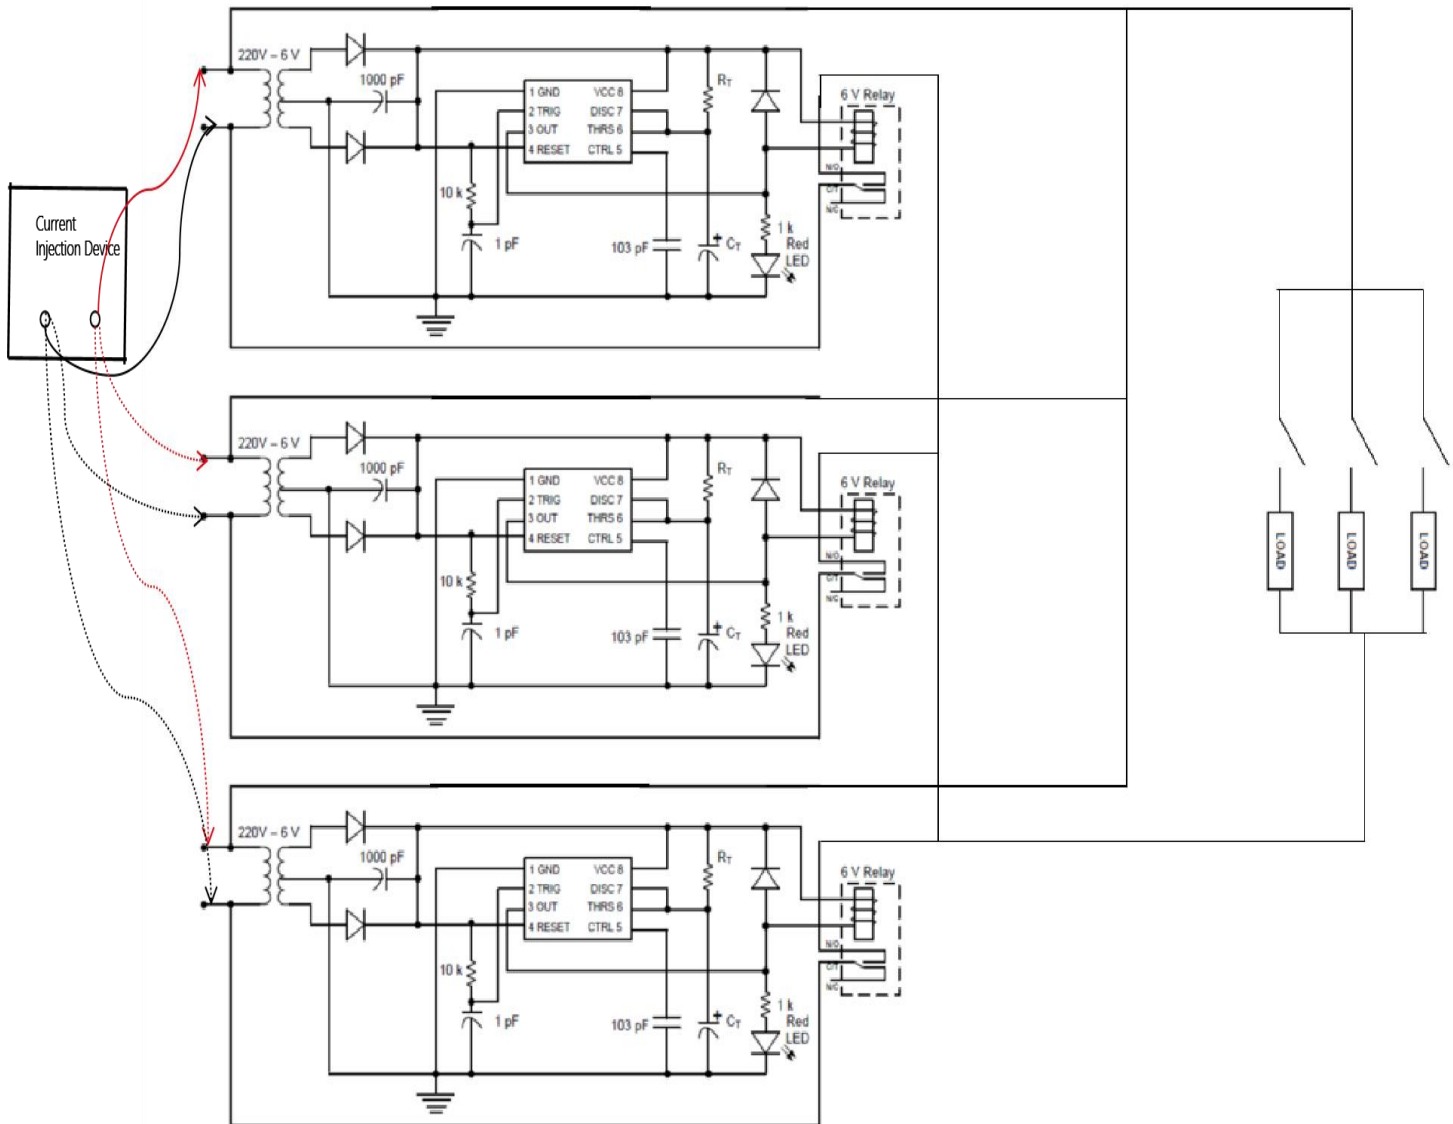 220V – 6 V
1000 pF
1 GND
2 TRIG
3 OUT
4 RESET
VCC 8
DISC 7
THRS 6
CTRL 5
RT
6 V Relay
N/O
C/T
N/C
10 k
1 pF
103 pF
+
CT
1 k
Red
LED
Current
Injection Device
220V – 6 V
1000 pF
1 GND
2 TRIG
3 OUT
4 RESET
VCC 8
DISC 7
THRS 6
CTRL 5
RT
6 V Relay
N/O
C/T
N/C
10 k
1 pF
103 pF
+
CT
1 k
Red
LED
LOAD
LOAD
LOAD
220V – 6 V
1000 pF
1 GND
2 TRIG
3 OUT
4 RESET
VCC 8
DISC 7
THRS 6
CTRL 5
RT
6 V Relay
N/O
C/T
N/C
10 k
1 pF
103 pF
+
CT
1 k
Red
LED